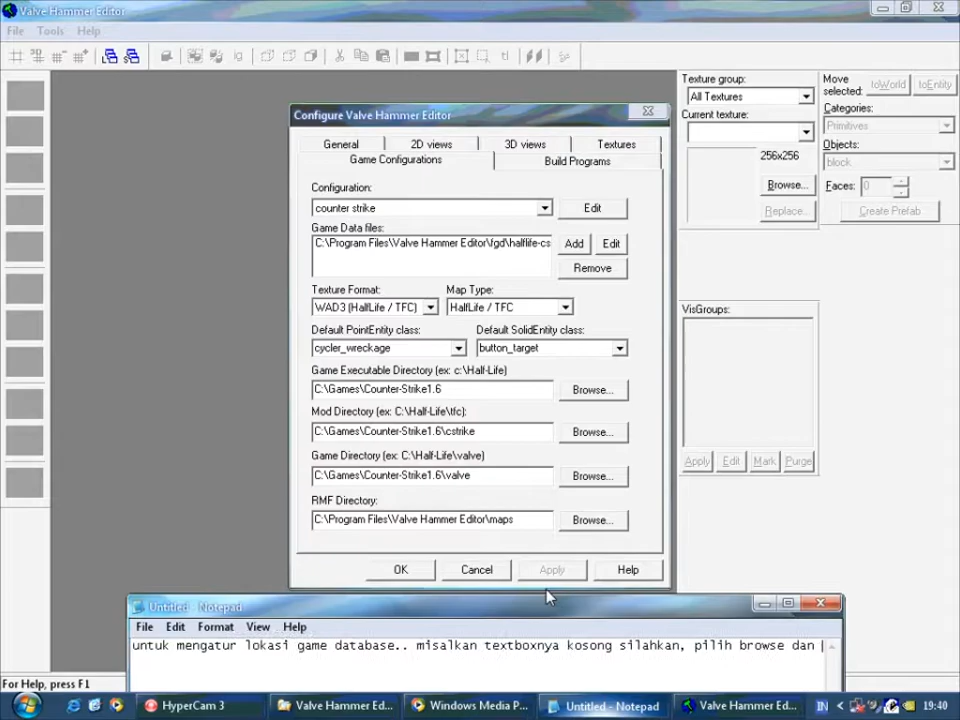 Valve Hammer Editor
File Tools Help
Configure Valve Hammer Editor
General 2D views 3D views Textures
Game Configurations Build Programs
Configuration:
counter strike Edit
Game Data files:
C:\Program Files\Valve Hammer Editor\fgd\halflife-cs Add Edit
Remove
Texture Format: Map Type:
WAD3 (HalfLife / TFC) HalfLife / TFC
Default PointEntity class: Default SolidEntity class:
cycler_wreckage button_target
Game Executable Directory (ex: c:\Half-Life)
C:\Games\Counter-Strike1.6 Browse...
Mod Directory (ex: C:\Half-Life\tfc):
C:\Games\Counter-Strike1.6\cstrike Browse...
Game Directory (ex: C:\Half-Life\valve)
C:\Games\Counter-Strike1.6\valve Browse...
RMF Directory:
C:\Program Files\Valve Hammer Editor\maps Browse...
OK Cancel Apply Help
Texture group:
All Textures
Current texture:
256x256
Browse...
Replace...
Move
selected: toWorld toEntity
Categories:
Primitives
Objects:
block
Faces: 0
Create Prefab
VisGroups:
Apply Edit Mark Purge
Untitled - Notepad
File Edit Format View Help
untuk mengatur lokasi game database.. misalkan textboxnya kosong silahkan, pilih browse dan
For Help, press F1
HyperCam 3 Valve Hammer Ed... Windows Media P... Untitled - Notepad Valve Hammer Ed... IN 19:40